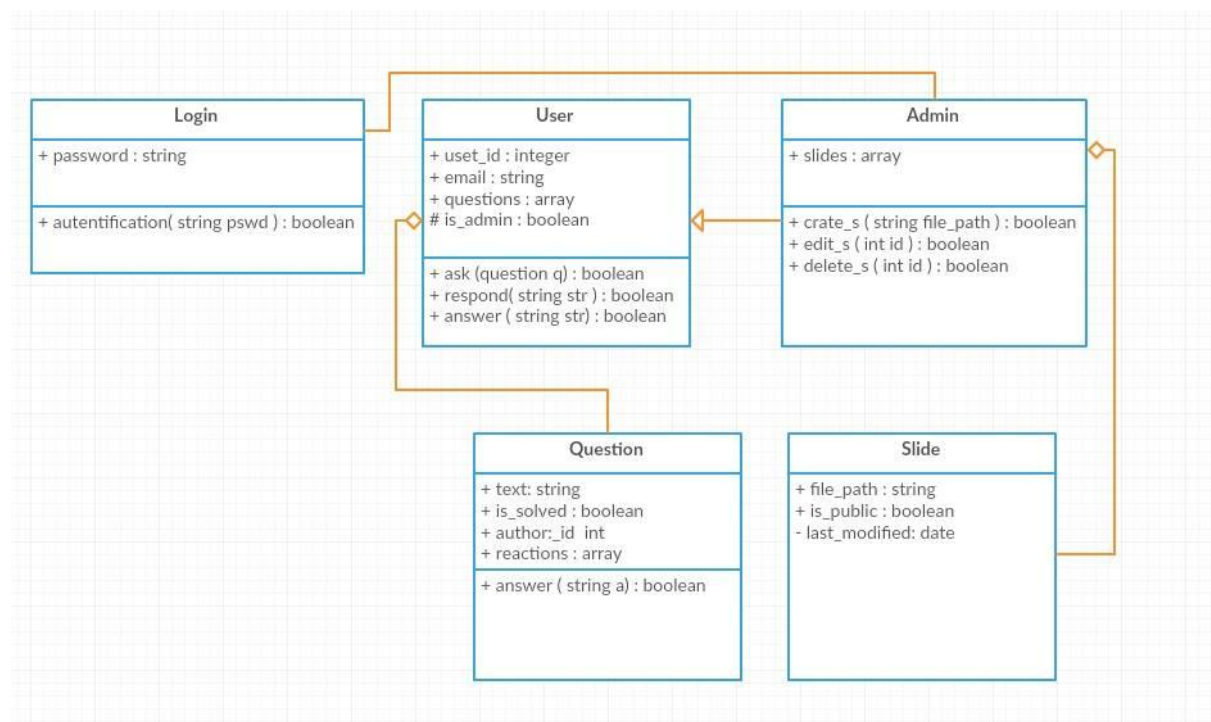 Login
+ password : string
+ autentification( string pswd ) : boolean
User
+ uset_id : integer
+ email : string
+ questions : array
# is_admin : boolean
+ ask (question q) : boolean
+ respond( string str ) : boolean
+ answer ( string str) : boolean
Admin
+ slides : array
+ crate_s ( string file_path ) : boolean
+ edit_s ( int id ) : boolean
+ delete_s ( int id ) : boolean
Question
+ text: string
+ is_solved : boolean
+ author:_id int
+ reactions : array
+ answer ( string a) : boolean
Slide
+ file_path : string
+ is_public : boolean
- last_modified: date